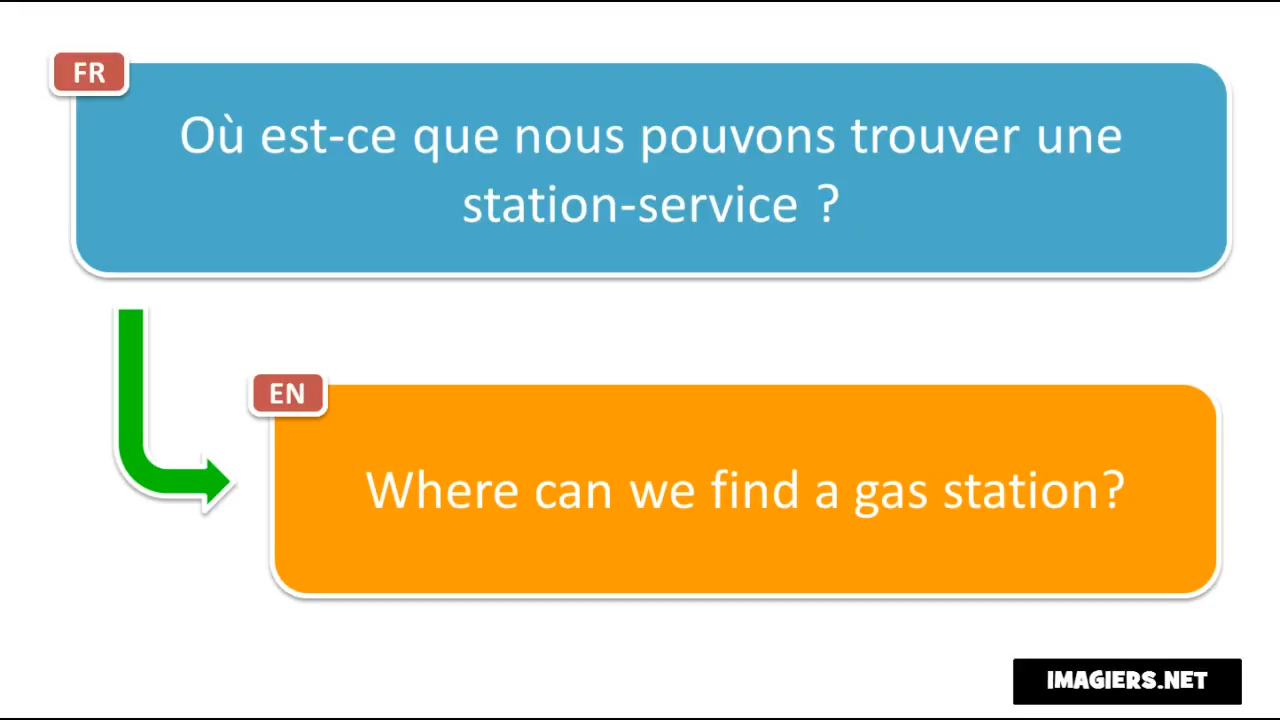 FR
Où est-ce que nous pouvons trouver une
station-service ?
EN
Where can we find a gas station?
IMAGIERS.NET